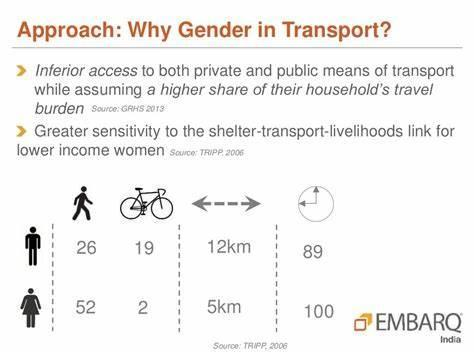 Approach: Why Gender in Transport?
Inferior access to both private and public means of transport
while assuming a higher share of their household's travel
burden Source: GRHS 2013
Greater sensitivity to the shelter-transport-livelihoods link for
lower income women Source: TRIPP. 2006
26 19 12km 89
52 2 5km 100
EMBARQ
India
Source: TRIPP, 2006